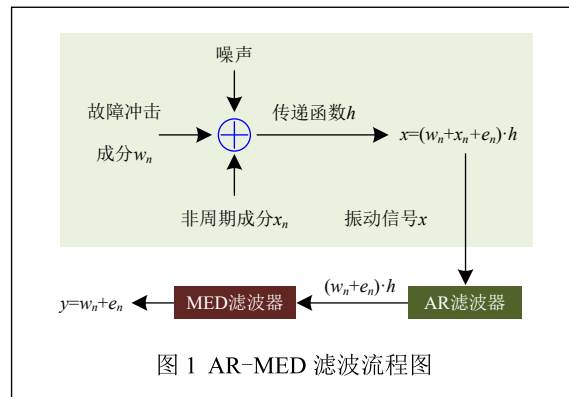 噪声
故障冲击
成分wn
传递函数h
x=(wn+xn+en)·h
非周期成分xn
振动信号x
y=wn+en
MED滤波器
(wn+en)·h
AR滤波器
图 1 AR-MED 滤波流程图